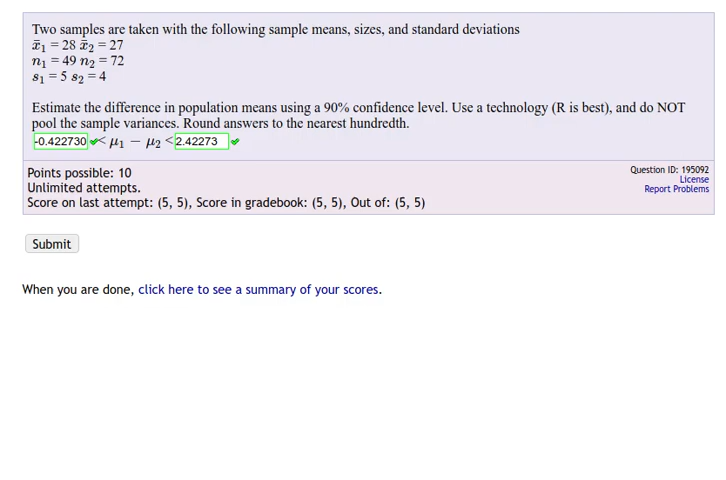 Two samples are taken with the following sample means, sizes, and standard deviations
x̄₁ = 28 x̄₂ = 27
n₁ = 49 n₂ = 72
s₁ = 5 s₂ = 4
Estimate the difference in population means using a 90% confidence level. Use a technology (R is best), and do NOT
pool the sample variances. Round answers to the nearest hundredth.
-0.422730 < μ₁ − μ₂ < 2.42273
Points possible: 10
Question ID: 195092
Unlimited attempts.
License
Score on last attempt: (5, 5), Score in gradebook: (5, 5), Out of: (5, 5)
Report Problems
Submit
When you are done, click here to see a summary of your scores.